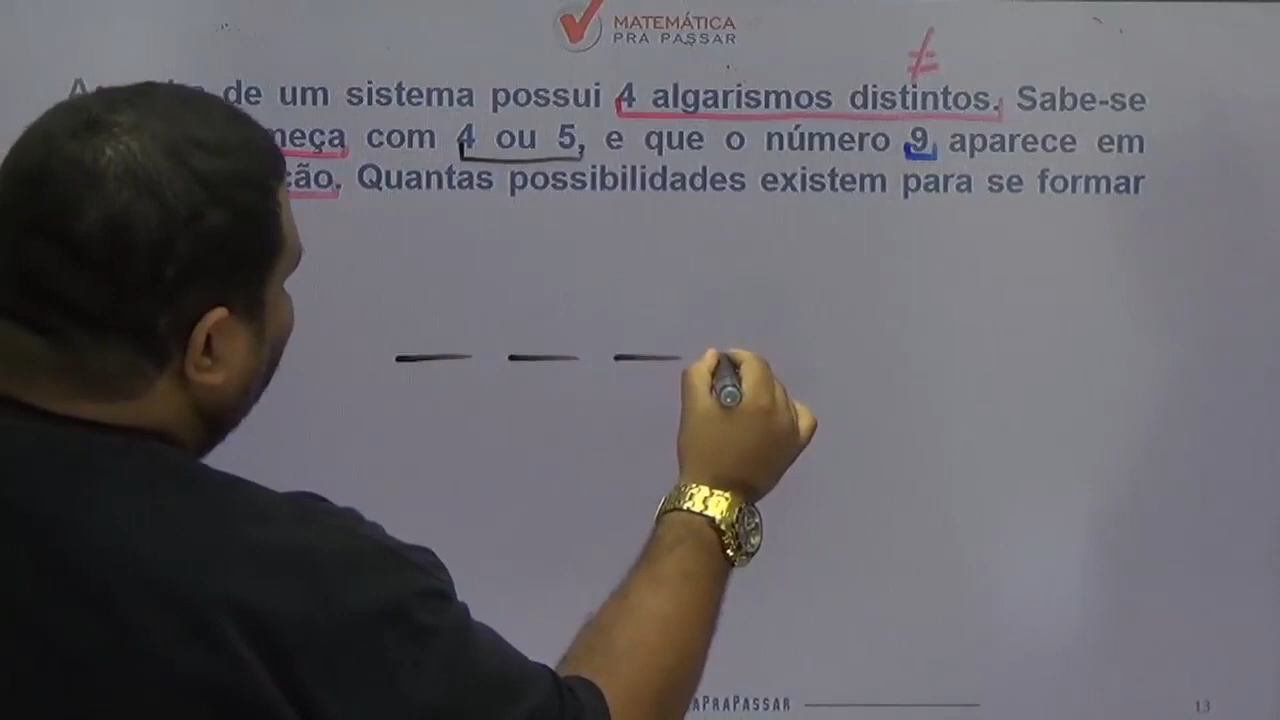 MATEMÁTICA
PRA PASSAR
≠
de um sistema possui 4 algarismos distintos. Sabe-se
meça com 4 ou 5, e que o número 9 aparece em
ção. Quantas possibilidades existem para se formar
APRAPASSAR
13